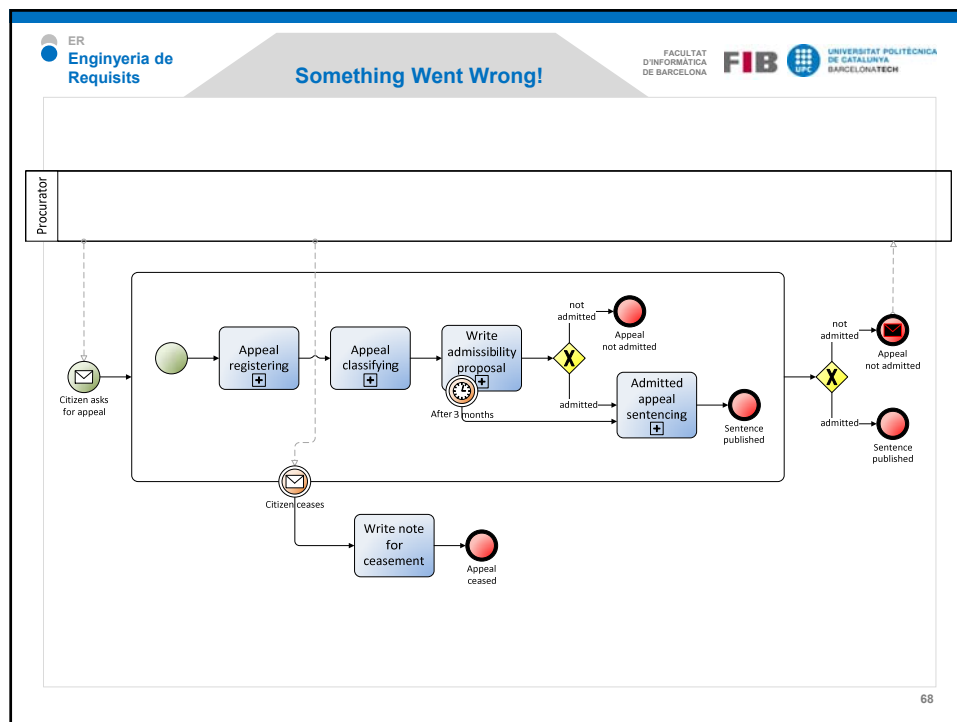 ER
Enginyeria de
Requisits
Something Went Wrong!
FACULTAT
D'INFORMÀTICA
DE BARCELONA
FIB
UPC
UNIVERSITAT POLITÈCNICA
DE CATALUNYA
BARCELONATECH
Procurator
Citizen asks
for appeal
Appeal
registering
Appeal
classifying
Write
admissibility
proposal
After 3 months
X
not
admitted
Appeal
not admitted
admitted
Admitted
appeal
sentencing
Sentence
published
X
not
admitted
Appeal
not admitted
admitted
Sentence
published
Citizen ceases
Write note
for
ceasement
Appeal
ceased
68